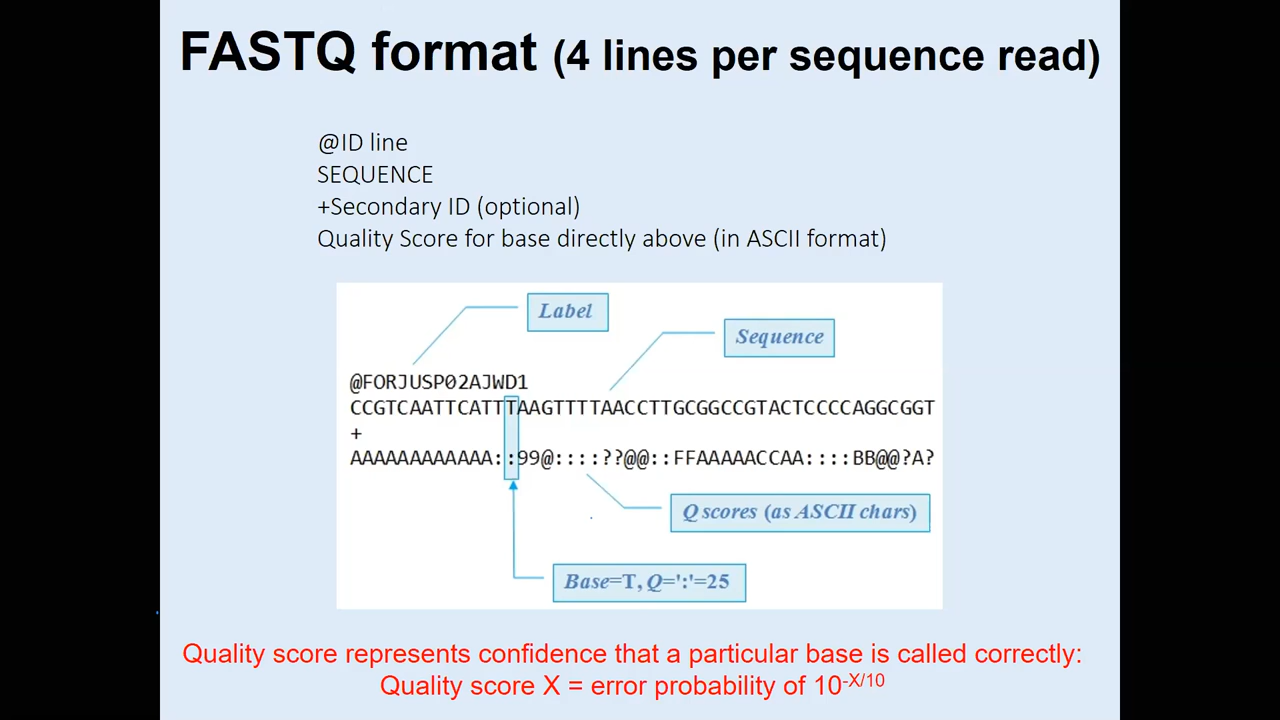 FASTQ format (4 lines per sequence read)
@ID line
SEQUENCE
+Secondary ID (optional)
Quality Score for base directly above (in ASCII format)
Label
Sequence
@FORJUSP02AJWD1
CCGTCAATTCATTTAAGTTTTAACCTTGCGGCCGTACTCCCCAGGCGGT
+
AAAAAAAAAAAA::99@::::??@@::FFAAAAACCAA::::BB@@?A?
Q scores (as ASCII chars)
Base=T, Q=':'=25
Quality score represents confidence that a particular base is called correctly:
Quality score X = error probability of 10^-X/10